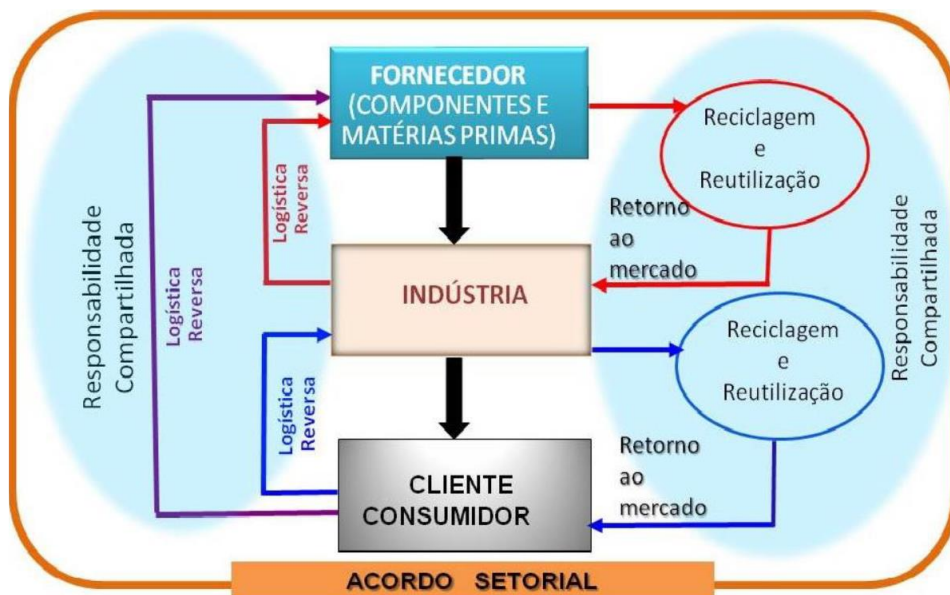 FORNECEDOR
(COMPONENTES E
MATÉRIAS PRIMAS)
Reciclagem
e
Reutilização
Retorno
ao
mercado
Responsabilidade
Compartilhada
Logística
Reversa
Logística
Reversa
INDÚSTRIA
Responsabilidade
Compartilhada
Reciclagem
e
Reutilização
Logística
Reversa
Retorno
ao
mercado
CLIENTE
CONSUMIDOR
ACORDO SETORIAL